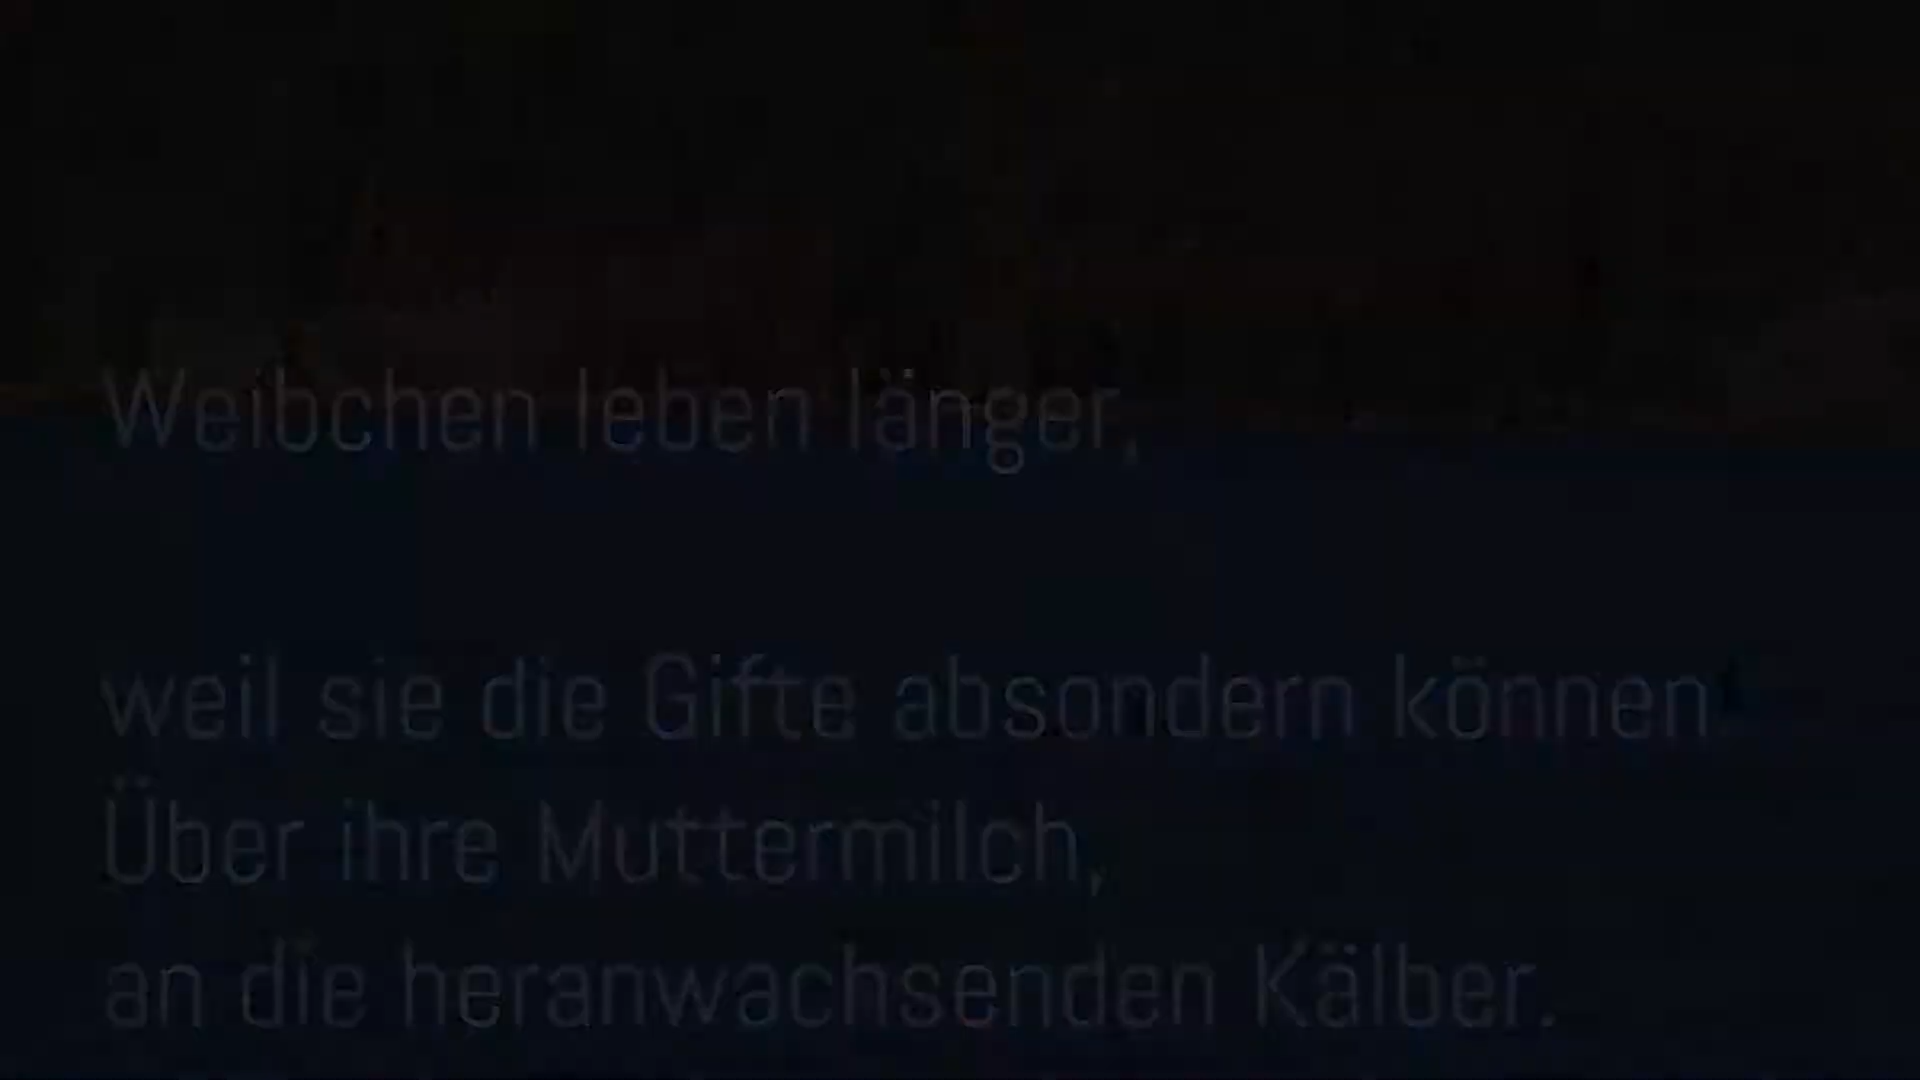 Weibchen leben länger,
weil sie die Gifte absondern können.
Über ihre Muttermilch,
an die heranwachsenden Kälber.